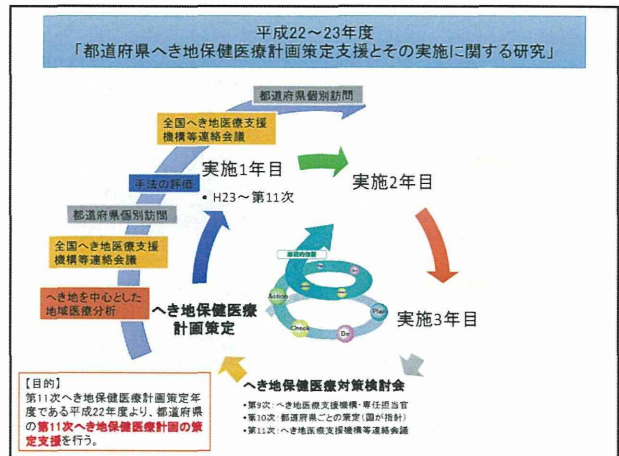 平成22～23年度
「都道府県へき地保健医療計画策定支援とその実施に関する研究」
都道府県個別訪問
全国へき地医療支援
機構等連絡会議
手法の評価
実施1年目
• H23～第11次
実施2年目
都道府県個別訪問
全国へき地医療支援
機構等連絡会議
へき地を中心とした
地域医療分析
へき地保健医療
計画策定
Action
Plan
Check
Do
実施3年目
へき地保健医療対策検討会
•第9次：へき地医療支援機構・専任担当官
•第10次：都道府県ごとの策定（国が指針）
•第11次：へき地医療支援機構等連絡会議
【目的】
第11次へき地保健医療計画策定年
度である平成22年度より、都道府県
の第11次へき地保健医療計画の策
定支援を行う。